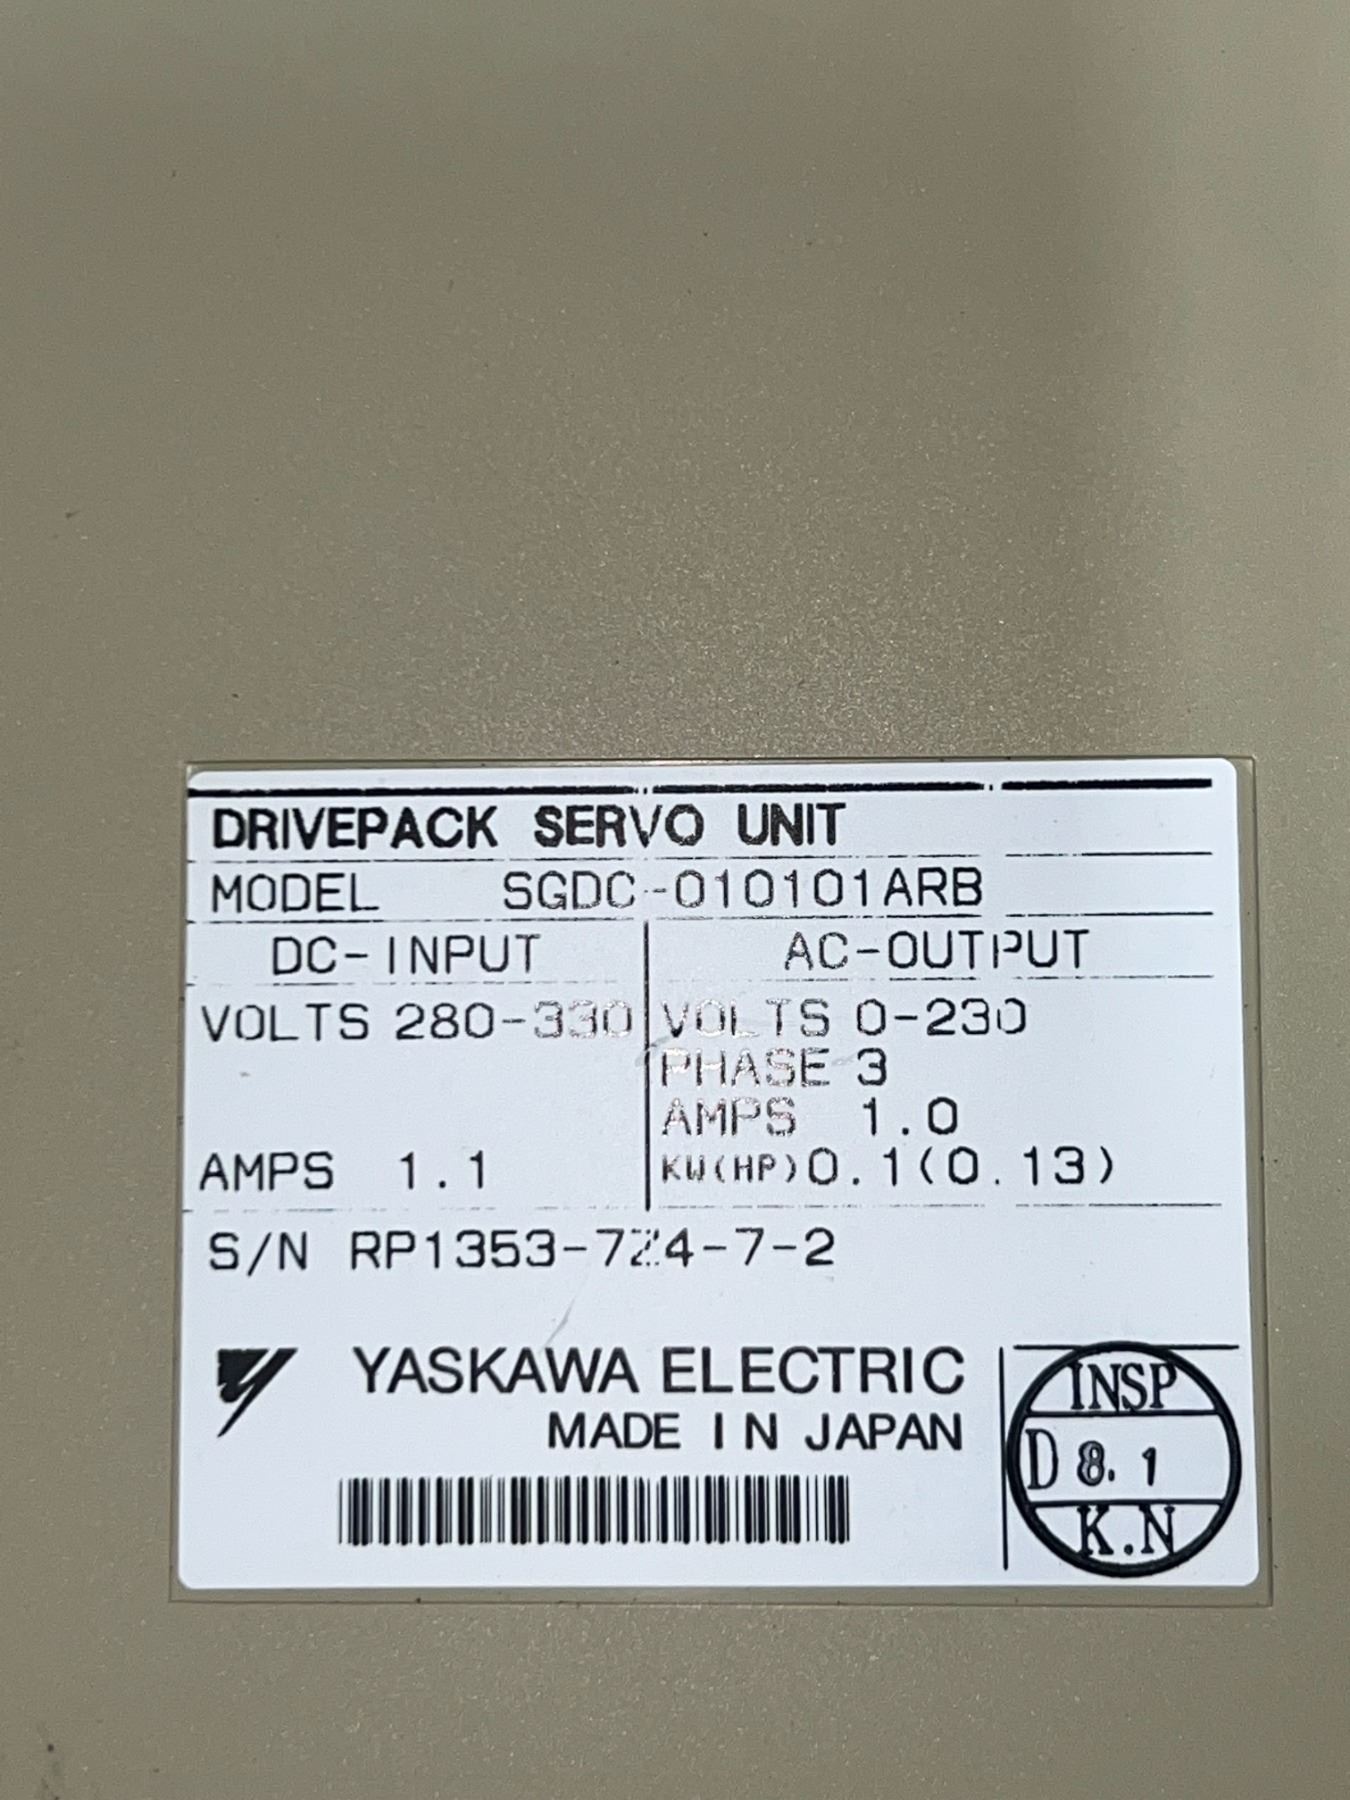 DRIVEPACK SERVO UNIT
MODEL SGDC-010101ARB
DC-INPUT AC-OUTPUT
VOLTS 280-330 VOLTS 0-230
PHASE 3
AMPS 1.0
AMPS 1.1 KW(HP)0.1(0.13)
S/N RP1353-7Z4-7-2
YASKAWA ELECTRIC
MADE IN JAPAN
INSP
D 8.1
K.N